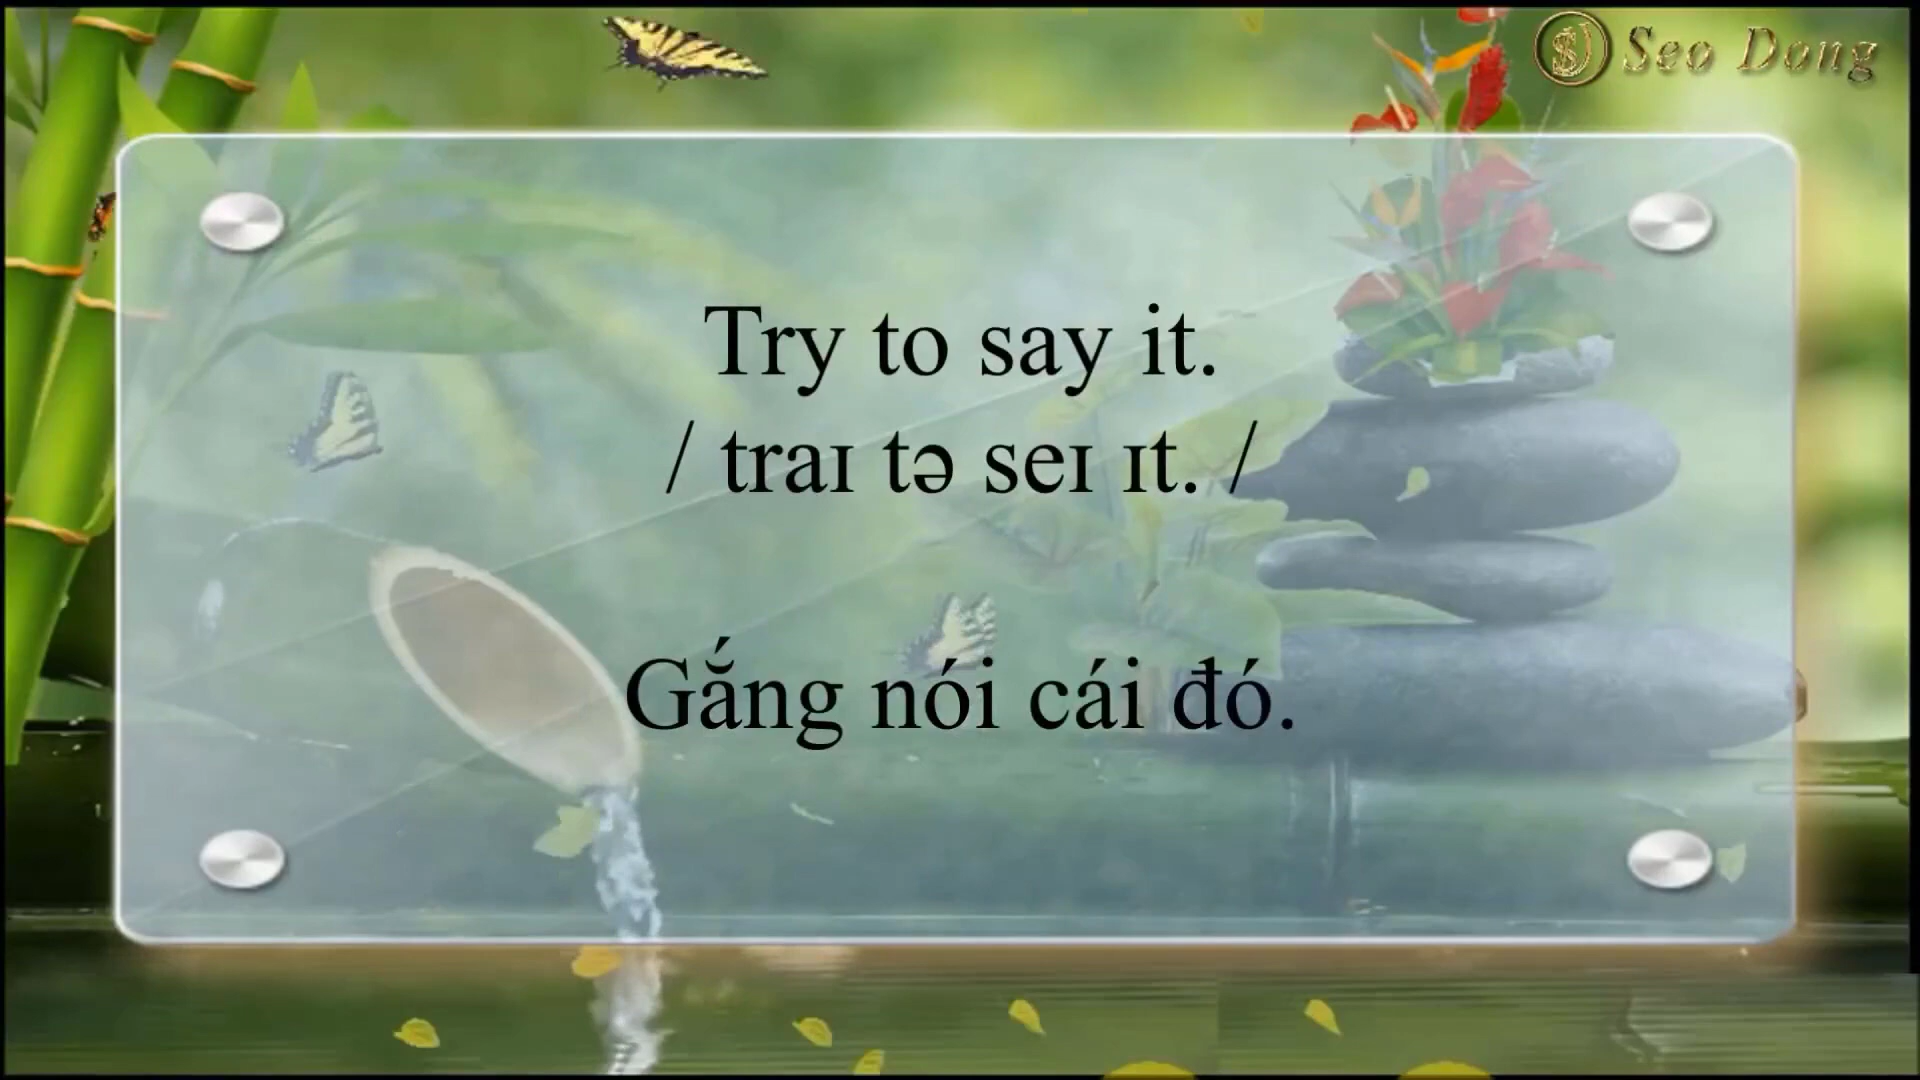 Seo Dong
Try to say it.
/ traɪ tə seɪ ɪt. /
Gắng nói cái đó.